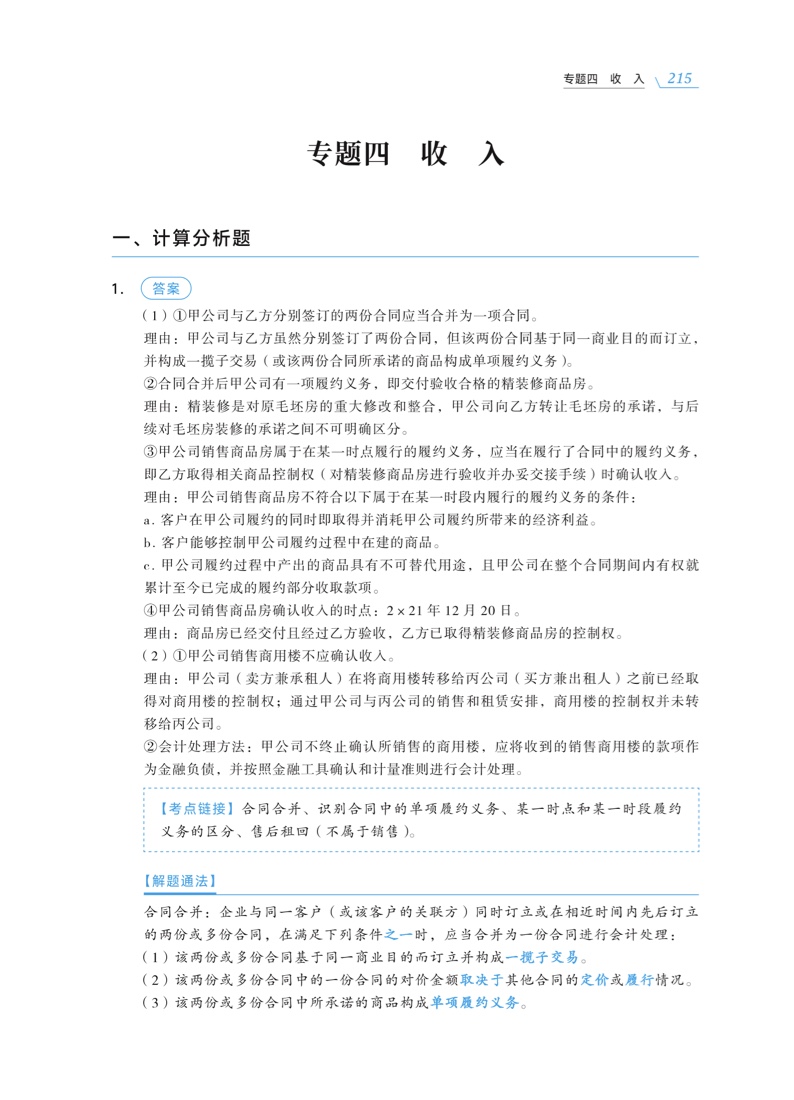 专题四　收　入　215
专题四　收　入
一、计算分析题
1. 答案
（1）①甲公司与乙方分别签订的两份合同应当合并为一项合同。
理由：甲公司与乙方虽然分别签订了两份合同，但该两份合同基于同一商业目的而订立，
并构成一揽子交易（或该两份合同所承诺的商品构成单项履约义务）。
②合同合并后甲公司有一项履约义务，即交付验收合格的精装修商品房。
理由：精装修是对原毛坯房的重大修改和整合，甲公司向乙方转让毛坯房的承诺，与后
续对毛坯房装修的承诺之间不可明确区分。
③甲公司销售商品房属于在某一时点履行的履约义务，应当在履行了合同中的履约义务，
即乙方取得相关商品控制权（对精装修商品房进行验收并办妥交接手续）时确认收入。
理由：甲公司销售商品房不符合以下属于在某一时段内履行的履约义务的条件：
a. 客户在甲公司履约的同时即取得并消耗甲公司履约所带来的经济利益。
b. 客户能够控制甲公司履约过程中在建的商品。
c. 甲公司履约过程中产出的商品具有不可替代用途，且甲公司在整个合同期间内有权就
累计至今已完成的履约部分收取款项。
④甲公司销售商品房确认收入的时点：2×21 年 12 月 20 日。
理由：商品房已经交付且经过乙方验收，乙方已取得精装修商品房的控制权。
（2）①甲公司销售商用楼不应确认收入。
理由：甲公司（卖方兼承租人）在将商用楼转移给丙公司（买方兼出租人）之前已经取
得对商用楼的控制权；通过甲公司与丙公司的销售和租赁安排，商用楼的控制权并未转
移给丙公司。
②会计处理方法：甲公司不终止确认所销售的商用楼，应将收到的销售商用楼的款项作
为金融负债，并按照金融工具确认和计量准则进行会计处理。
【考点链接】合同合并、识别合同中的单项履约义务、某一时点和某一时段履约
义务的区分、售后租回（不属于销售）。
【解题通法】
合同合并：企业与同一客户（或该客户的关联方）同时订立或在相近时间内先后订立
的两份或多份合同，在满足下列条件之一时，应当合并为一份合同进行会计处理：
（1）该两份或多份合同基于同一商业目的而订立并构成一揽子交易。
（2）该两份或多份合同中的一份合同的对价金额取决于其他合同的定价或履行情况。
（3）该两份或多份合同中所承诺的商品构成单项履约义务。